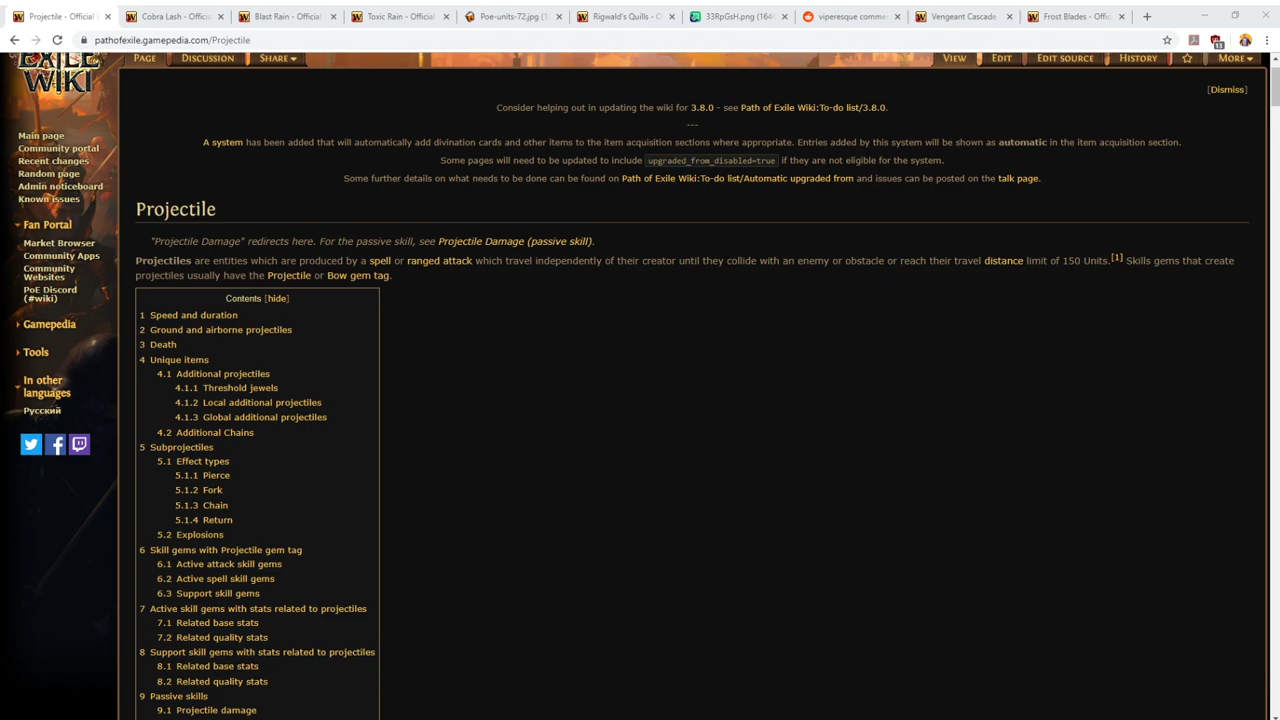 Projectile - Official
Cobra Lash - Officia
Blast Rain - Official
Toxic Rain - Official
Poe-units-72.jpg (19
Rigwald's Quills - O
33RpGsH.png (1644
viperesque comme
Vengeant Cascade
Frost Blades - Offici
pathofexile.gamepedia.com/Projectile
13
EXILE
WIKI
PAGE DISCUSSION SHARE VIEW EDIT EDIT SOURCE HISTORY MORE
[Dismiss]
Consider helping out in updating the wiki for 3.8.0 - see Path of Exile Wiki:To-do list/3.8.0.
---
A system has been added that will automatically add divination cards and other items to the item acquisition sections where appropriate. Entries added by this system will be shown as automatic in the item acquisition section.
Some pages will need to be updated to include upgraded_from_disabled=true if they are not eligible for the system.
Some further details on what needs to be done can be found on Path of Exile Wiki:To-do list/Automatic upgraded from and issues can be posted on the talk page.
Main page
Community portal
Recent changes
Random page
Admin noticeboard
Known issues
Fan Portal
Market Browser
Community Apps
Community
Websites
PoE Discord
(#wiki)
Gamepedia
Tools
In other
languages
Русский
Projectile
"Projectile Damage" redirects here. For the passive skill, see Projectile Damage (passive skill).
Projectiles are entities which are produced by a spell or ranged attack which travel independently of their creator until they collide with an enemy or obstacle or reach their travel distance limit of 150 Units.[1] Skills gems that create
projectiles usually have the Projectile or Bow gem tag.
Contents [hide]
1 Speed and duration
2 Ground and airborne projectiles
3 Death
4 Unique items
4.1 Additional projectiles
4.1.1 Threshold jewels
4.1.2 Local additional projectiles
4.1.3 Global additional projectiles
4.2 Additional Chains
5 Subprojectiles
5.1 Effect types
5.1.1 Pierce
5.1.2 Fork
5.1.3 Chain
5.1.4 Return
5.2 Explosions
6 Skill gems with Projectile gem tag
6.1 Active attack skill gems
6.2 Active spell skill gems
6.3 Support skill gems
7 Active skill gems with stats related to projectiles
7.1 Related base stats
7.2 Related quality stats
8 Support skill gems with stats related to projectiles
8.1 Related base stats
8.2 Related quality stats
9 Passive skills
9.1 Projectile damage